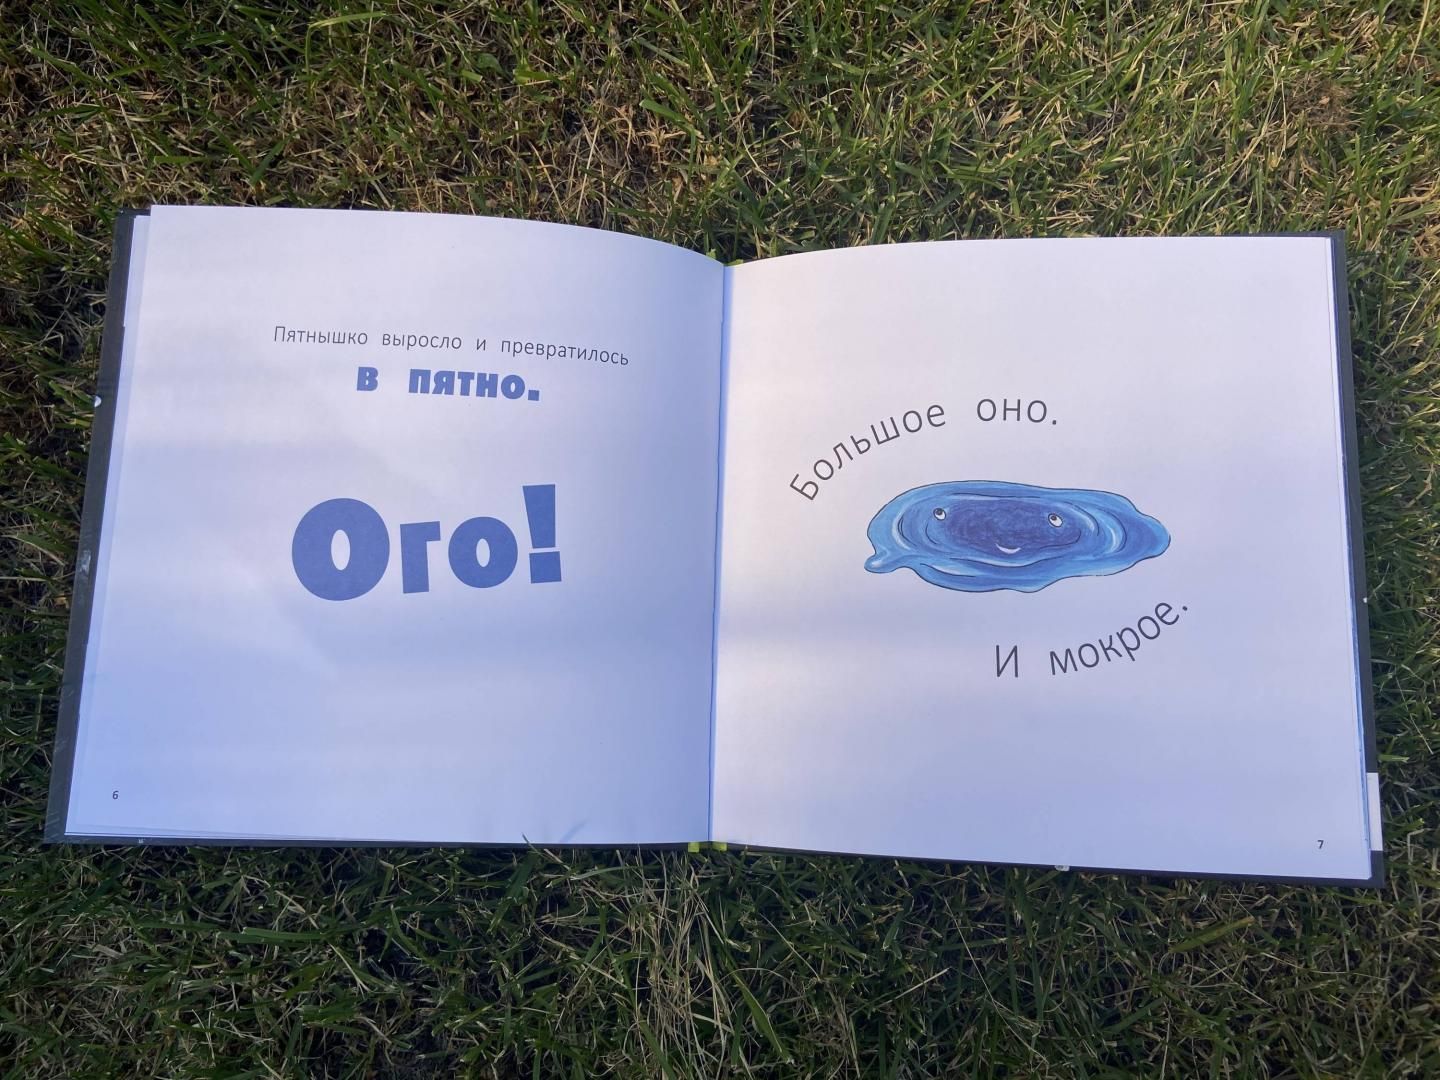 Пятнышко выросло и превратилось
в пятно.
Ого!
6
Большое оно.
И мокрое.
7